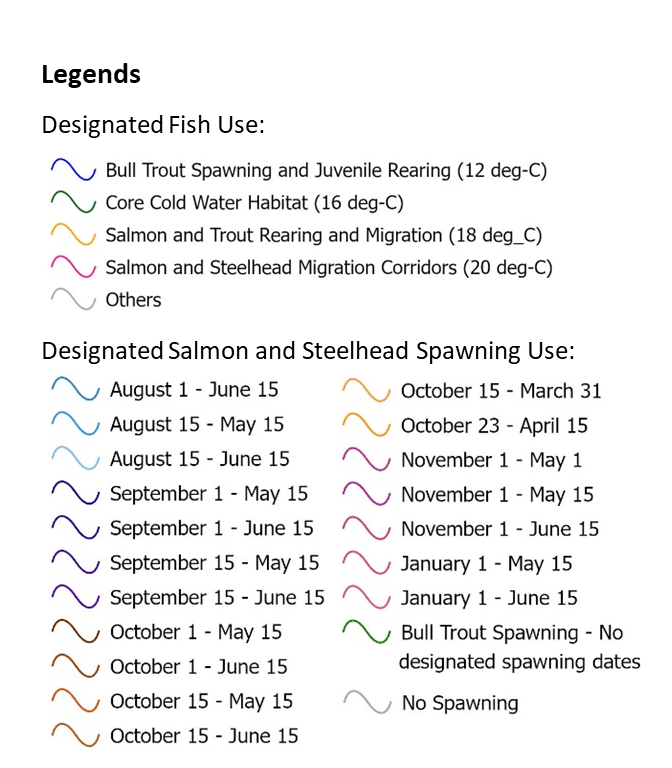 Legends
Designated Fish Use:
Bull Trout Spawning and Juvenile Rearing (12 deg-C)
Core Cold Water Habitat (16 deg-C)
Salmon and Trout Rearing and Migration (18 deg_C)
Salmon and Steelhead Migration Corridors (20 deg-C)
Others
Designated Salmon and Steelhead Spawning Use:
August 1 - June 15
August 15 - May 15
August 15 - June 15
September 1 - May 15
September 1 - June 15
September 15 - May 15
September 15 - June 15
October 1 - May 15
October 1 - June 15
October 15 - May 15
October 15 - June 15
October 15 - March 31
October 23 - April 15
November 1 - May 1
November 1 - May 15
November 1 - June 15
January 1 - May 15
January 1 - June 15
Bull Trout Spawning - No
designated spawning dates
No Spawning